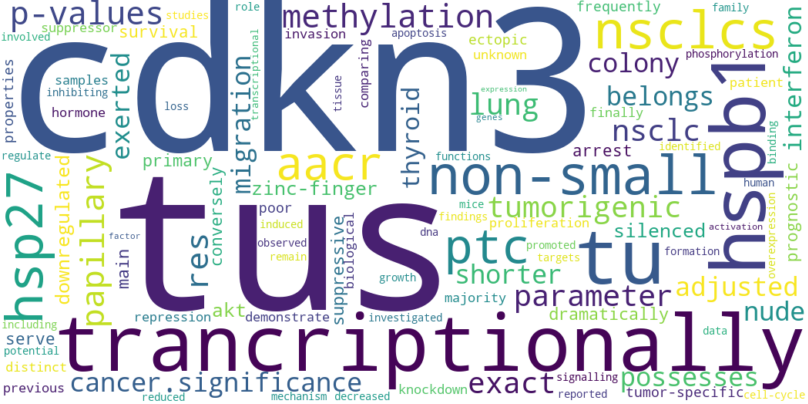 p-values studies role methylation frequently family interferon
involved suppressor survival invasion apoptosis ectopic nsclcs
cdkn3 transcriptional unknown phosphorylation
properties samples exerted migration tissue comparing colony hspb1 patient
inhibiting loss expression lung belongs
hormone genes finally binding prognostic
regulate arrest nsclc identified
primary aacr thyroid functions non-small human
hsp27 downregulated papillary zinc-finger mice tumorigenic activation overexpression
conversely poor induced findings proliferation silenced
tus suppressive biological dna promoted targets tu formation
main res observed ptc
factor demonstrate remain growth shorter adjusted
akt majority parameter
including repression investigated dramatically nude
serve trancriptionally data
potential
distinct signalling possesses
previous cancer.significance knockdown exact tumor-specific cell-cycle
reduced mechanism decreased reported